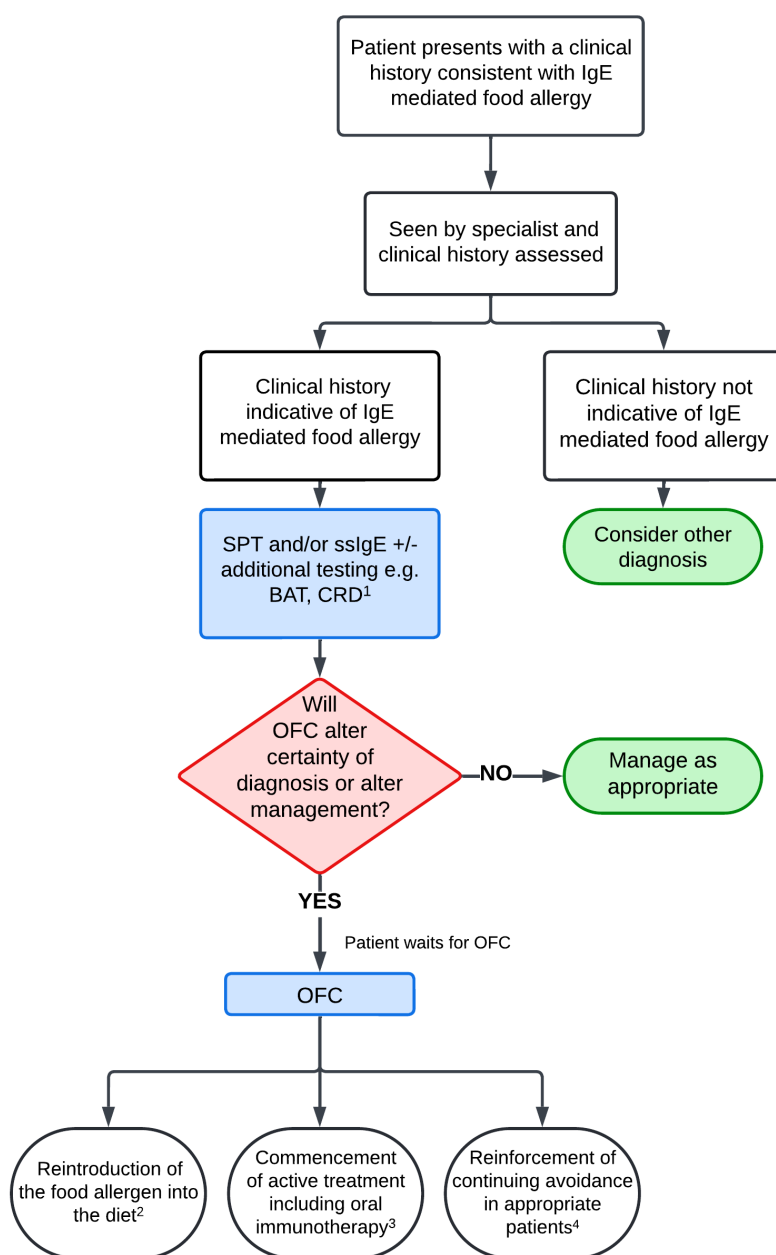 Patient presents with a clinical
history consistent with IgE
mediated food allergy
Seen by specialist and
clinical history assessed
Clinical history
indicative of IgE
mediated food allergy
Clinical history not
indicative of IgE
mediated food allergy
SPT and/or ssIgE +/-
additional testing e.g.
BAT, CRD¹
Consider other
diagnosis
Will
OFC alter
certainty of
diagnosis or alter
management?
NO
Manage as
appropriate
YES
Patient waits for OFC
OFC
Reintroduction of
the food allergen into
the diet²
Commencement
of active treatment
including oral
immunotherapy³
Reinforcement of
continuing avoidance
in appropriate
patients⁴